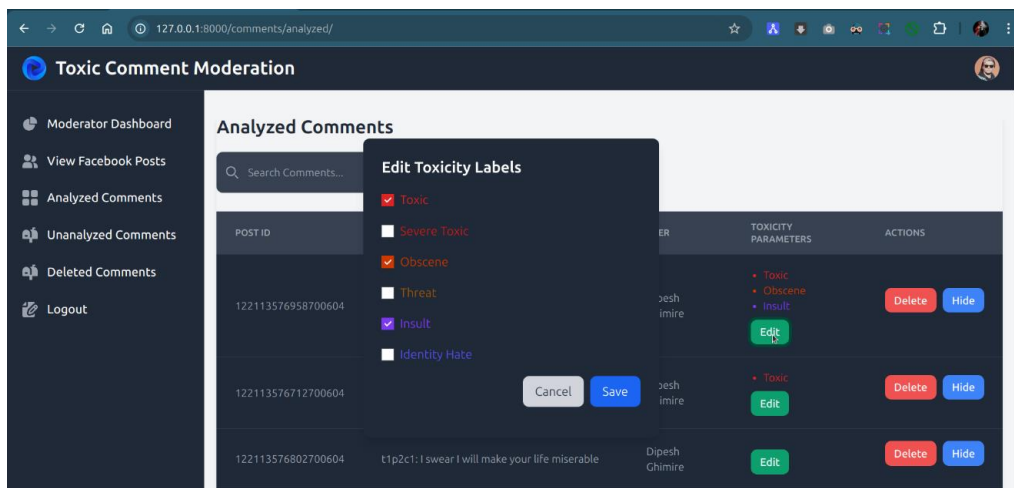 127.0.0.1:8000/comments/analyzed/
Toxic Comment Moderation
Moderator Dashboard
View Facebook Posts
Analyzed Comments
Unanalyzed Comments
Deleted Comments
Logout
Analyzed Comments
Search Comments...
Edit Toxicity Labels
Toxic
Severe Toxic
Obscene
Threat
Insult
Identity Hate
Cancel
Save
POST ID
TOXICITY
PARAMETERS
ACTIONS
122113576958700604
• Toxic
• Obscene
• Insult
Edit
Delete
Hide
122113576712700604
• Toxic
Edit
Delete
Hide
122113576802700604
t1p2c1: I swear I will make your life miserable
Dipesh
Ghimire
Edit
Delete
Hide